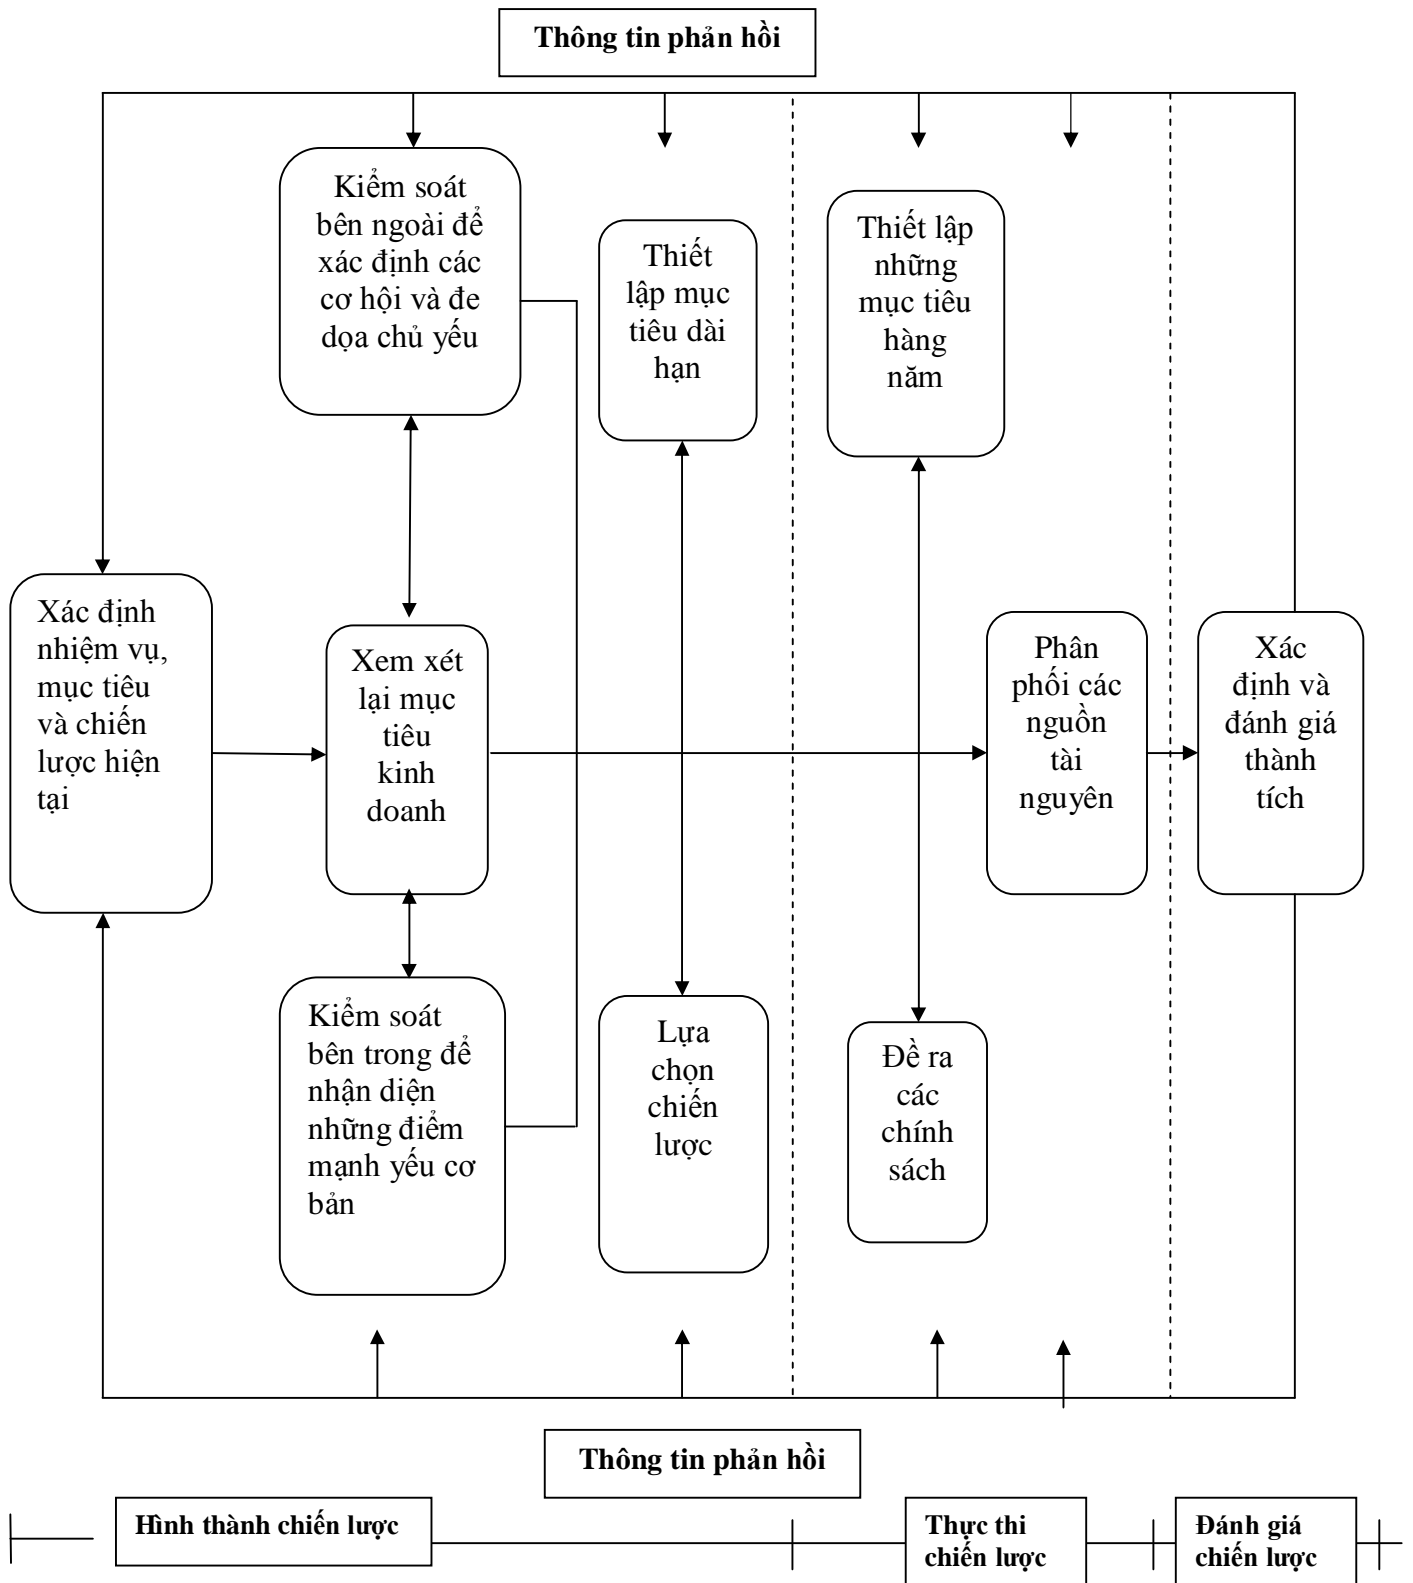 Thông tin phản hồi
Kiểm soát
bên ngoài để
xác định các
cơ hội và đe
dọa chủ yếu
Thiết
lập mục
tiêu dài
hạn
Thiết lập
những
mục tiêu
hàng
năm
Xác định
nhiệm vụ,
mục tiêu
và chiến
lược hiện
tại
Xem xét
lại mục
tiêu
kinh
doanh
Phân
phối các
nguồn
tài
nguyên
Xác
định và
đánh giá
thành
tích
Kiểm soát
bên trong để
nhận diện
những điểm
mạnh yếu cơ
bản
Lựa
chọn
chiến
lược
Đề ra
các
chính
sách
Thông tin phản hồi
Hình thành chiến lược
Thực thi
chiến lược
Đánh giá
chiến lược